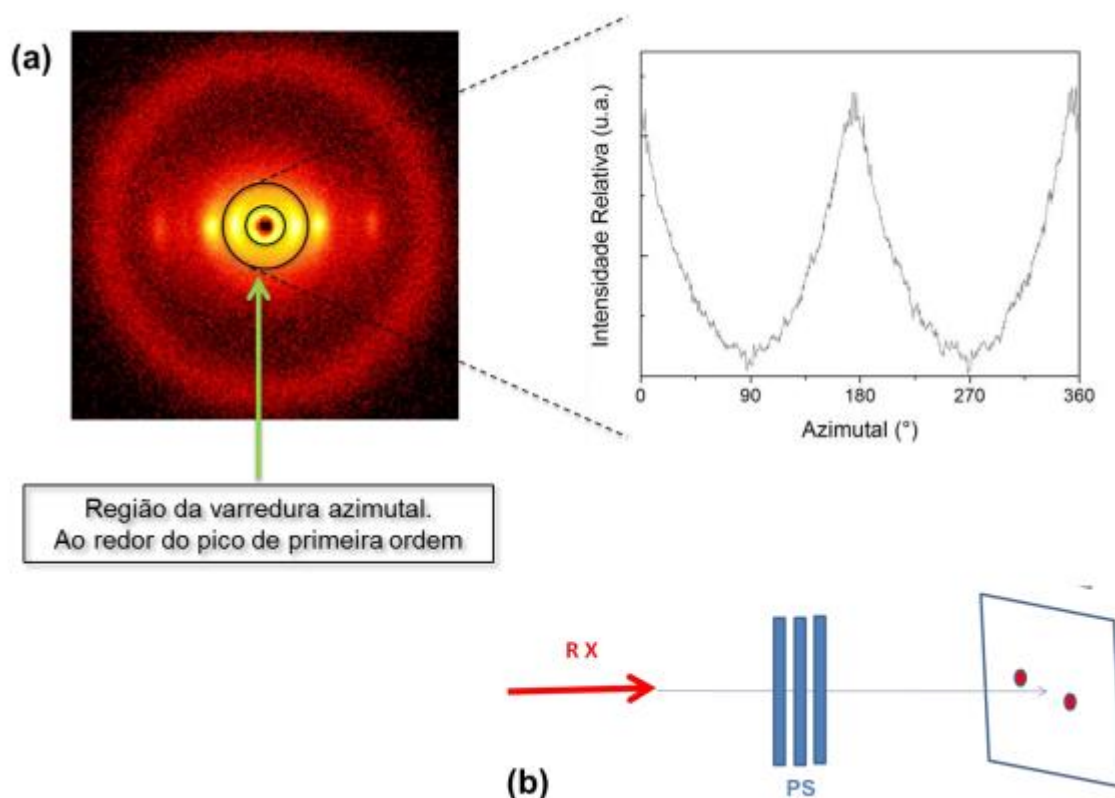 (a)
Intensidade Relativa (u.a.)
0 90 180 270 360
Azimutal (°)
Região da varredura azimutal.
Ao redor do pico de primeira ordem
R X
(b)
PS